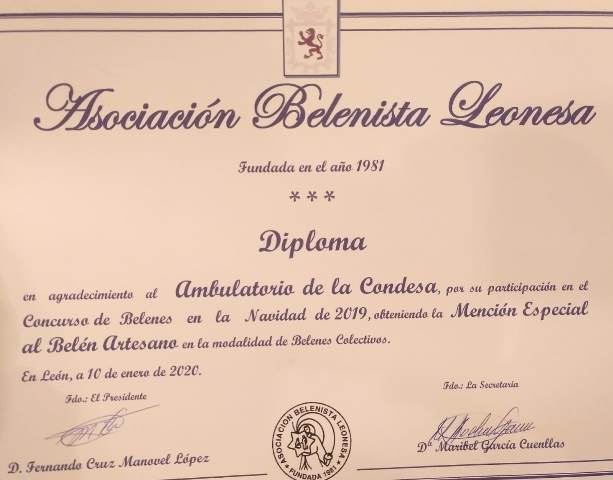 Asociación Belenista Leonesa
Fundada en el año 1981
* * *
Diploma
en agradecimiento al Ambulatorio de la Condesa, por su participación en el
Concurso de Belenes en la Navidad de 2019, obteniendo la Mención Especial
al Belén Artesano en la modalidad de Belenes Colectivos.
En León, a 10 de enero de 2020.
Fdo.: El Presidente
Fdo.: La Secretaria
D. Fernando Cruz Manovel López
Dª Maribel García Cuenllas
ASOCIACION BELENISTA LEONESA
FUNDADA 1981